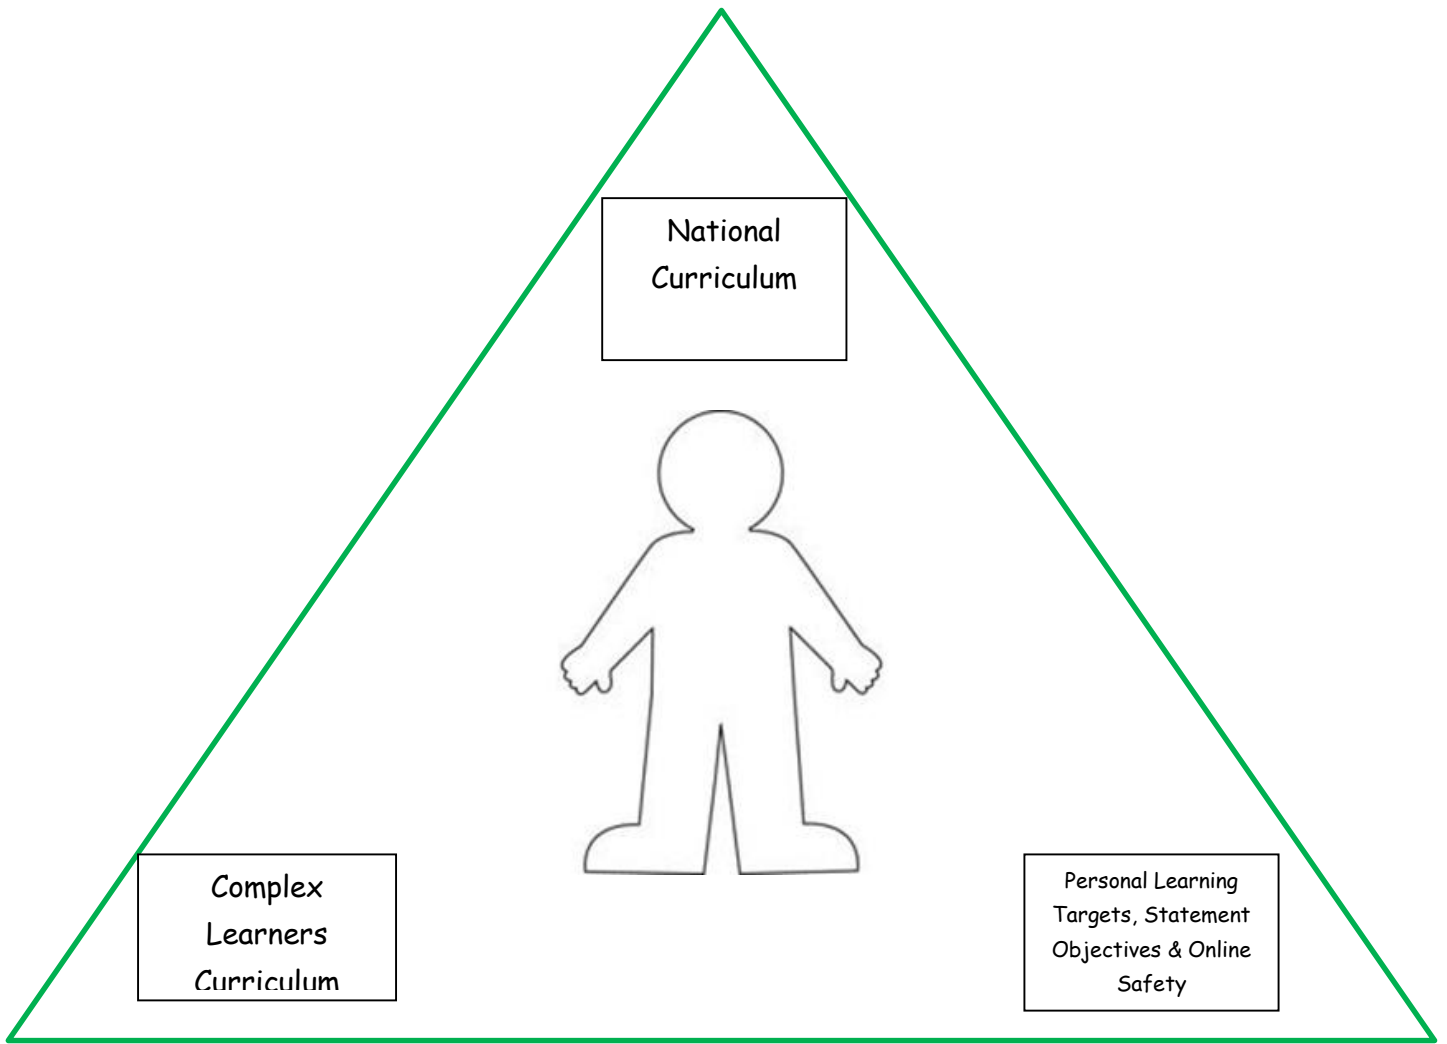 National
Curriculum
Complex
Learners
Curriculum
Personal Learning
Targets, Statement
Objectives & Online
Safety